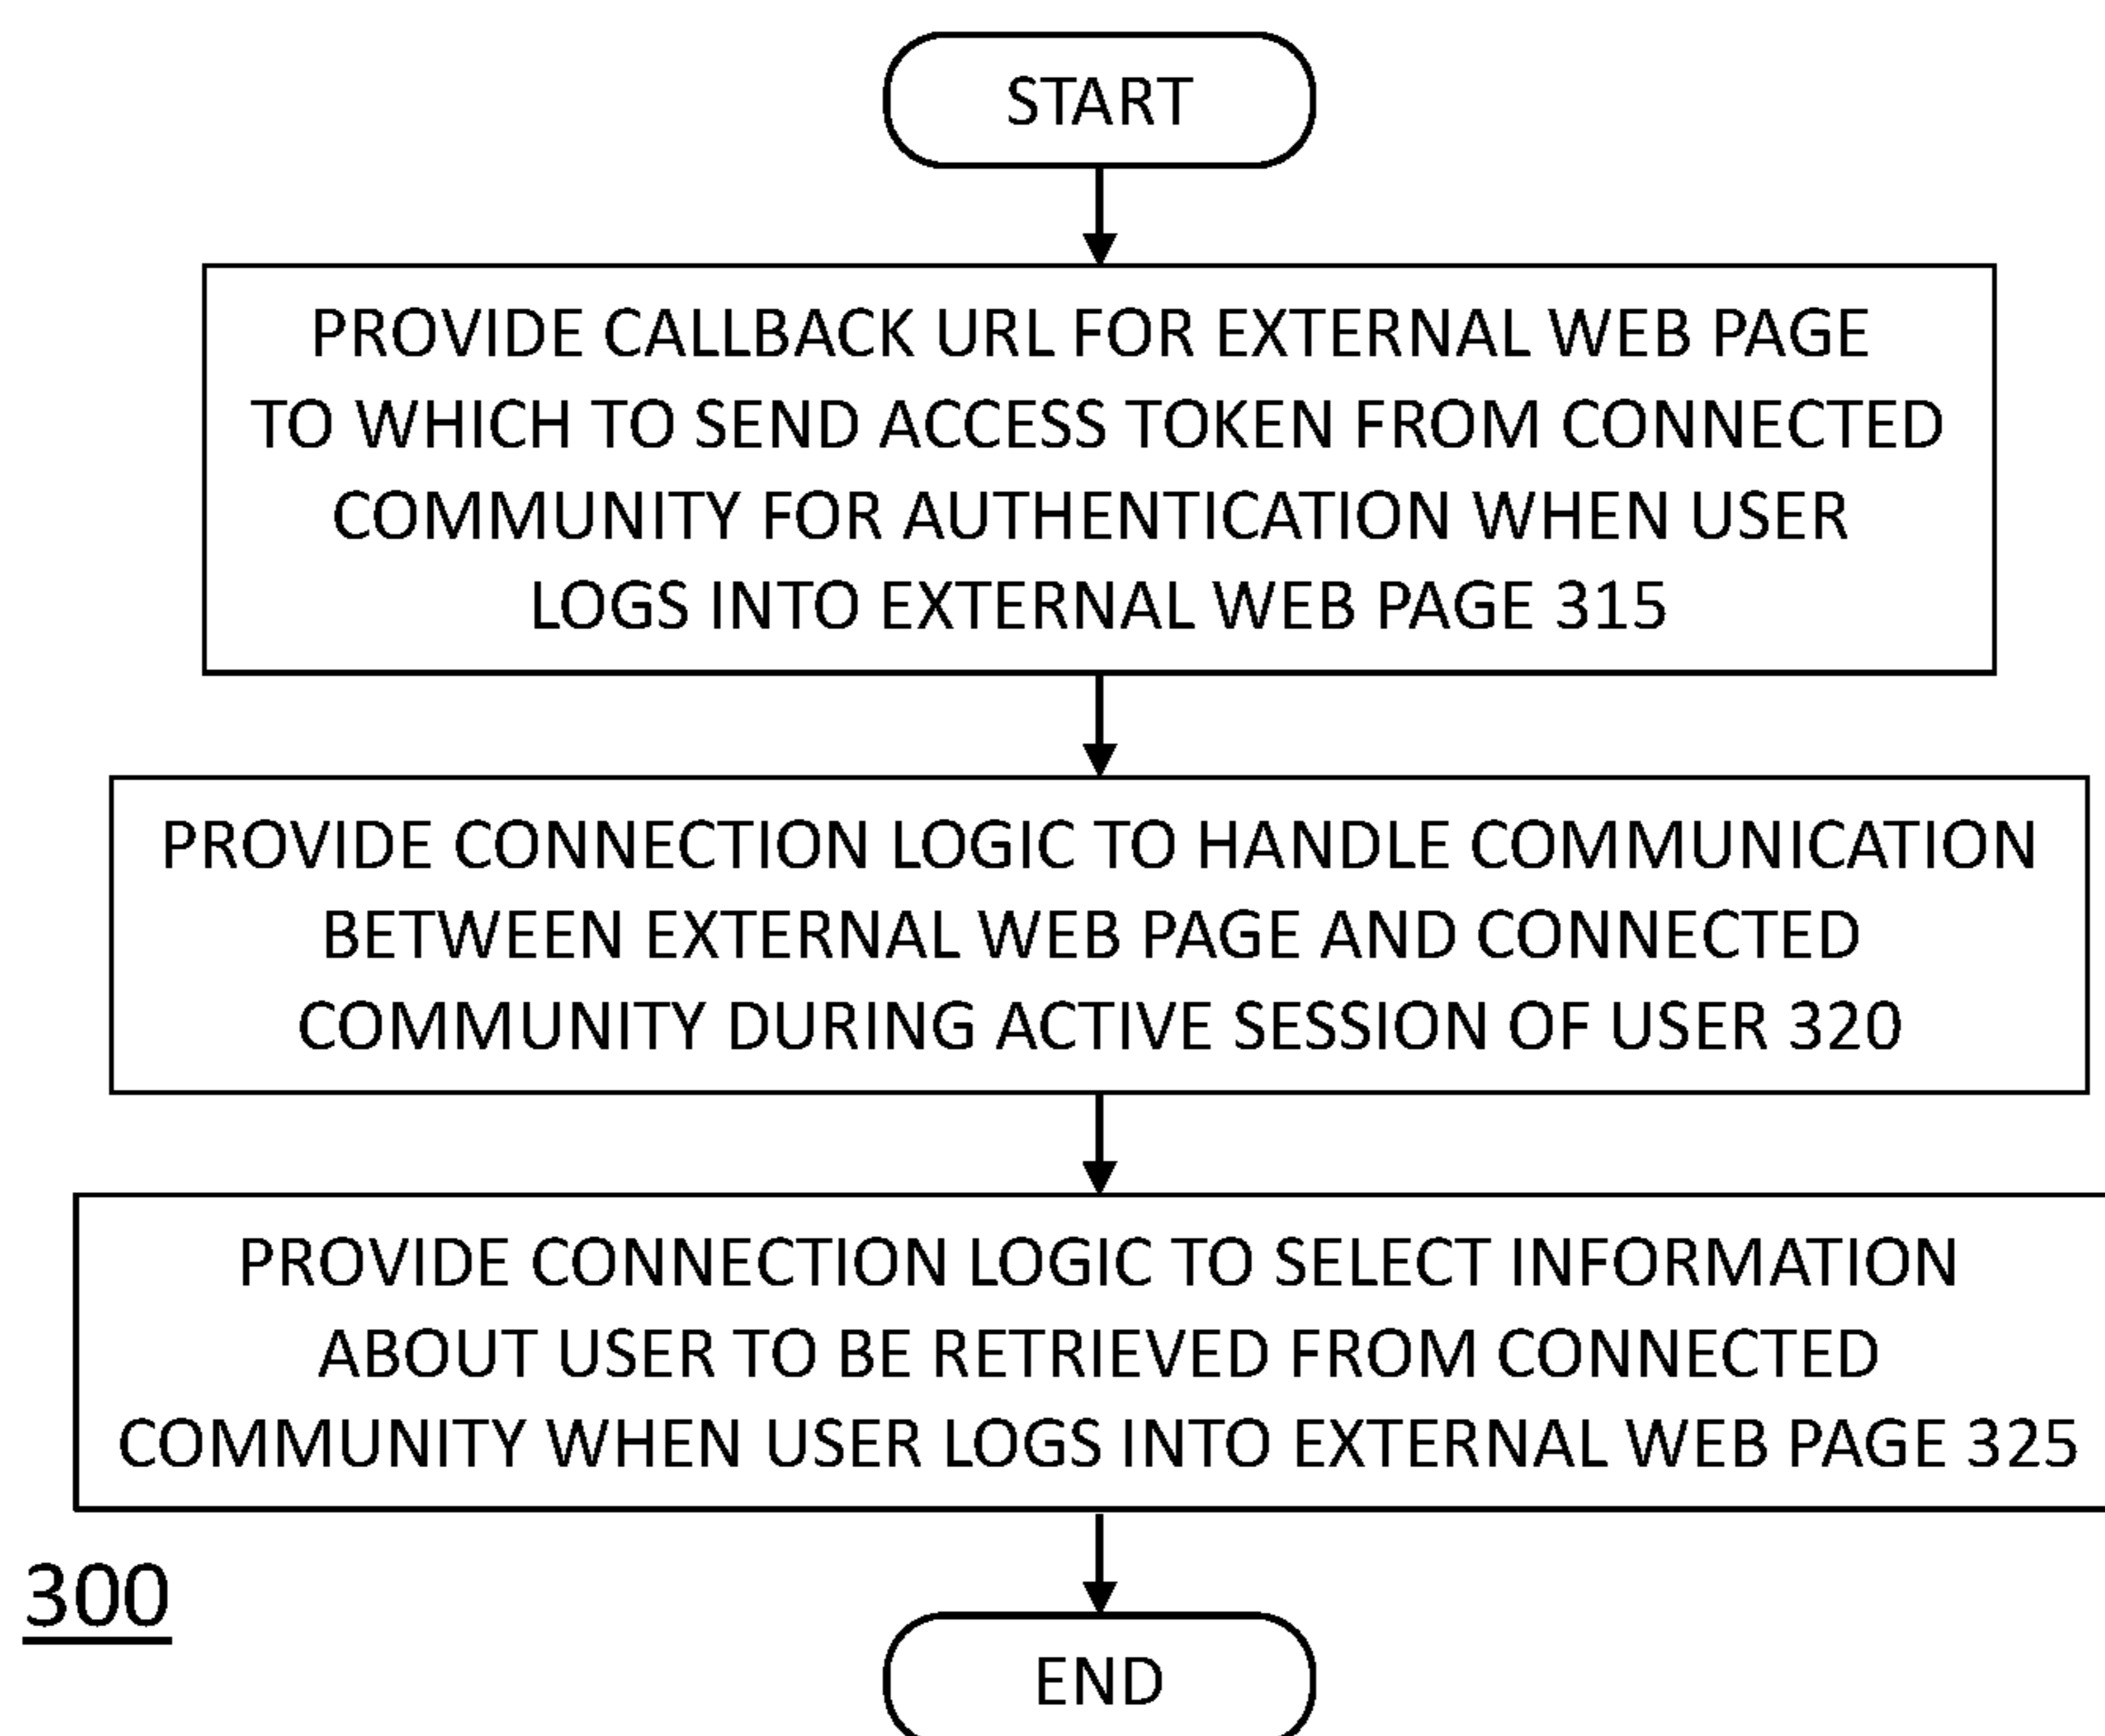 START
PROVIDE CALLBACK URL FOR EXTERNAL WEB PAGE
TO WHICH TO SEND ACCESS TOKEN FROM CONNECTED
COMMUNITY FOR AUTHENTICATION WHEN USER
LOGS INTO EXTERNAL WEB PAGE 315
PROVIDE CONNECTION LOGIC TO HANDLE COMMUNICATION
BETWEEN EXTERNAL WEB PAGE AND CONNECTED
COMMUNITY DURING ACTIVE SESSION OF USER 320
PROVIDE CONNECTION LOGIC TO SELECT INFORMATION
ABOUT USER TO BE RETRIEVED FROM CONNECTED
COMMUNITY WHEN USER LOGS INTO EXTERNAL WEB PAGE 325
300
END